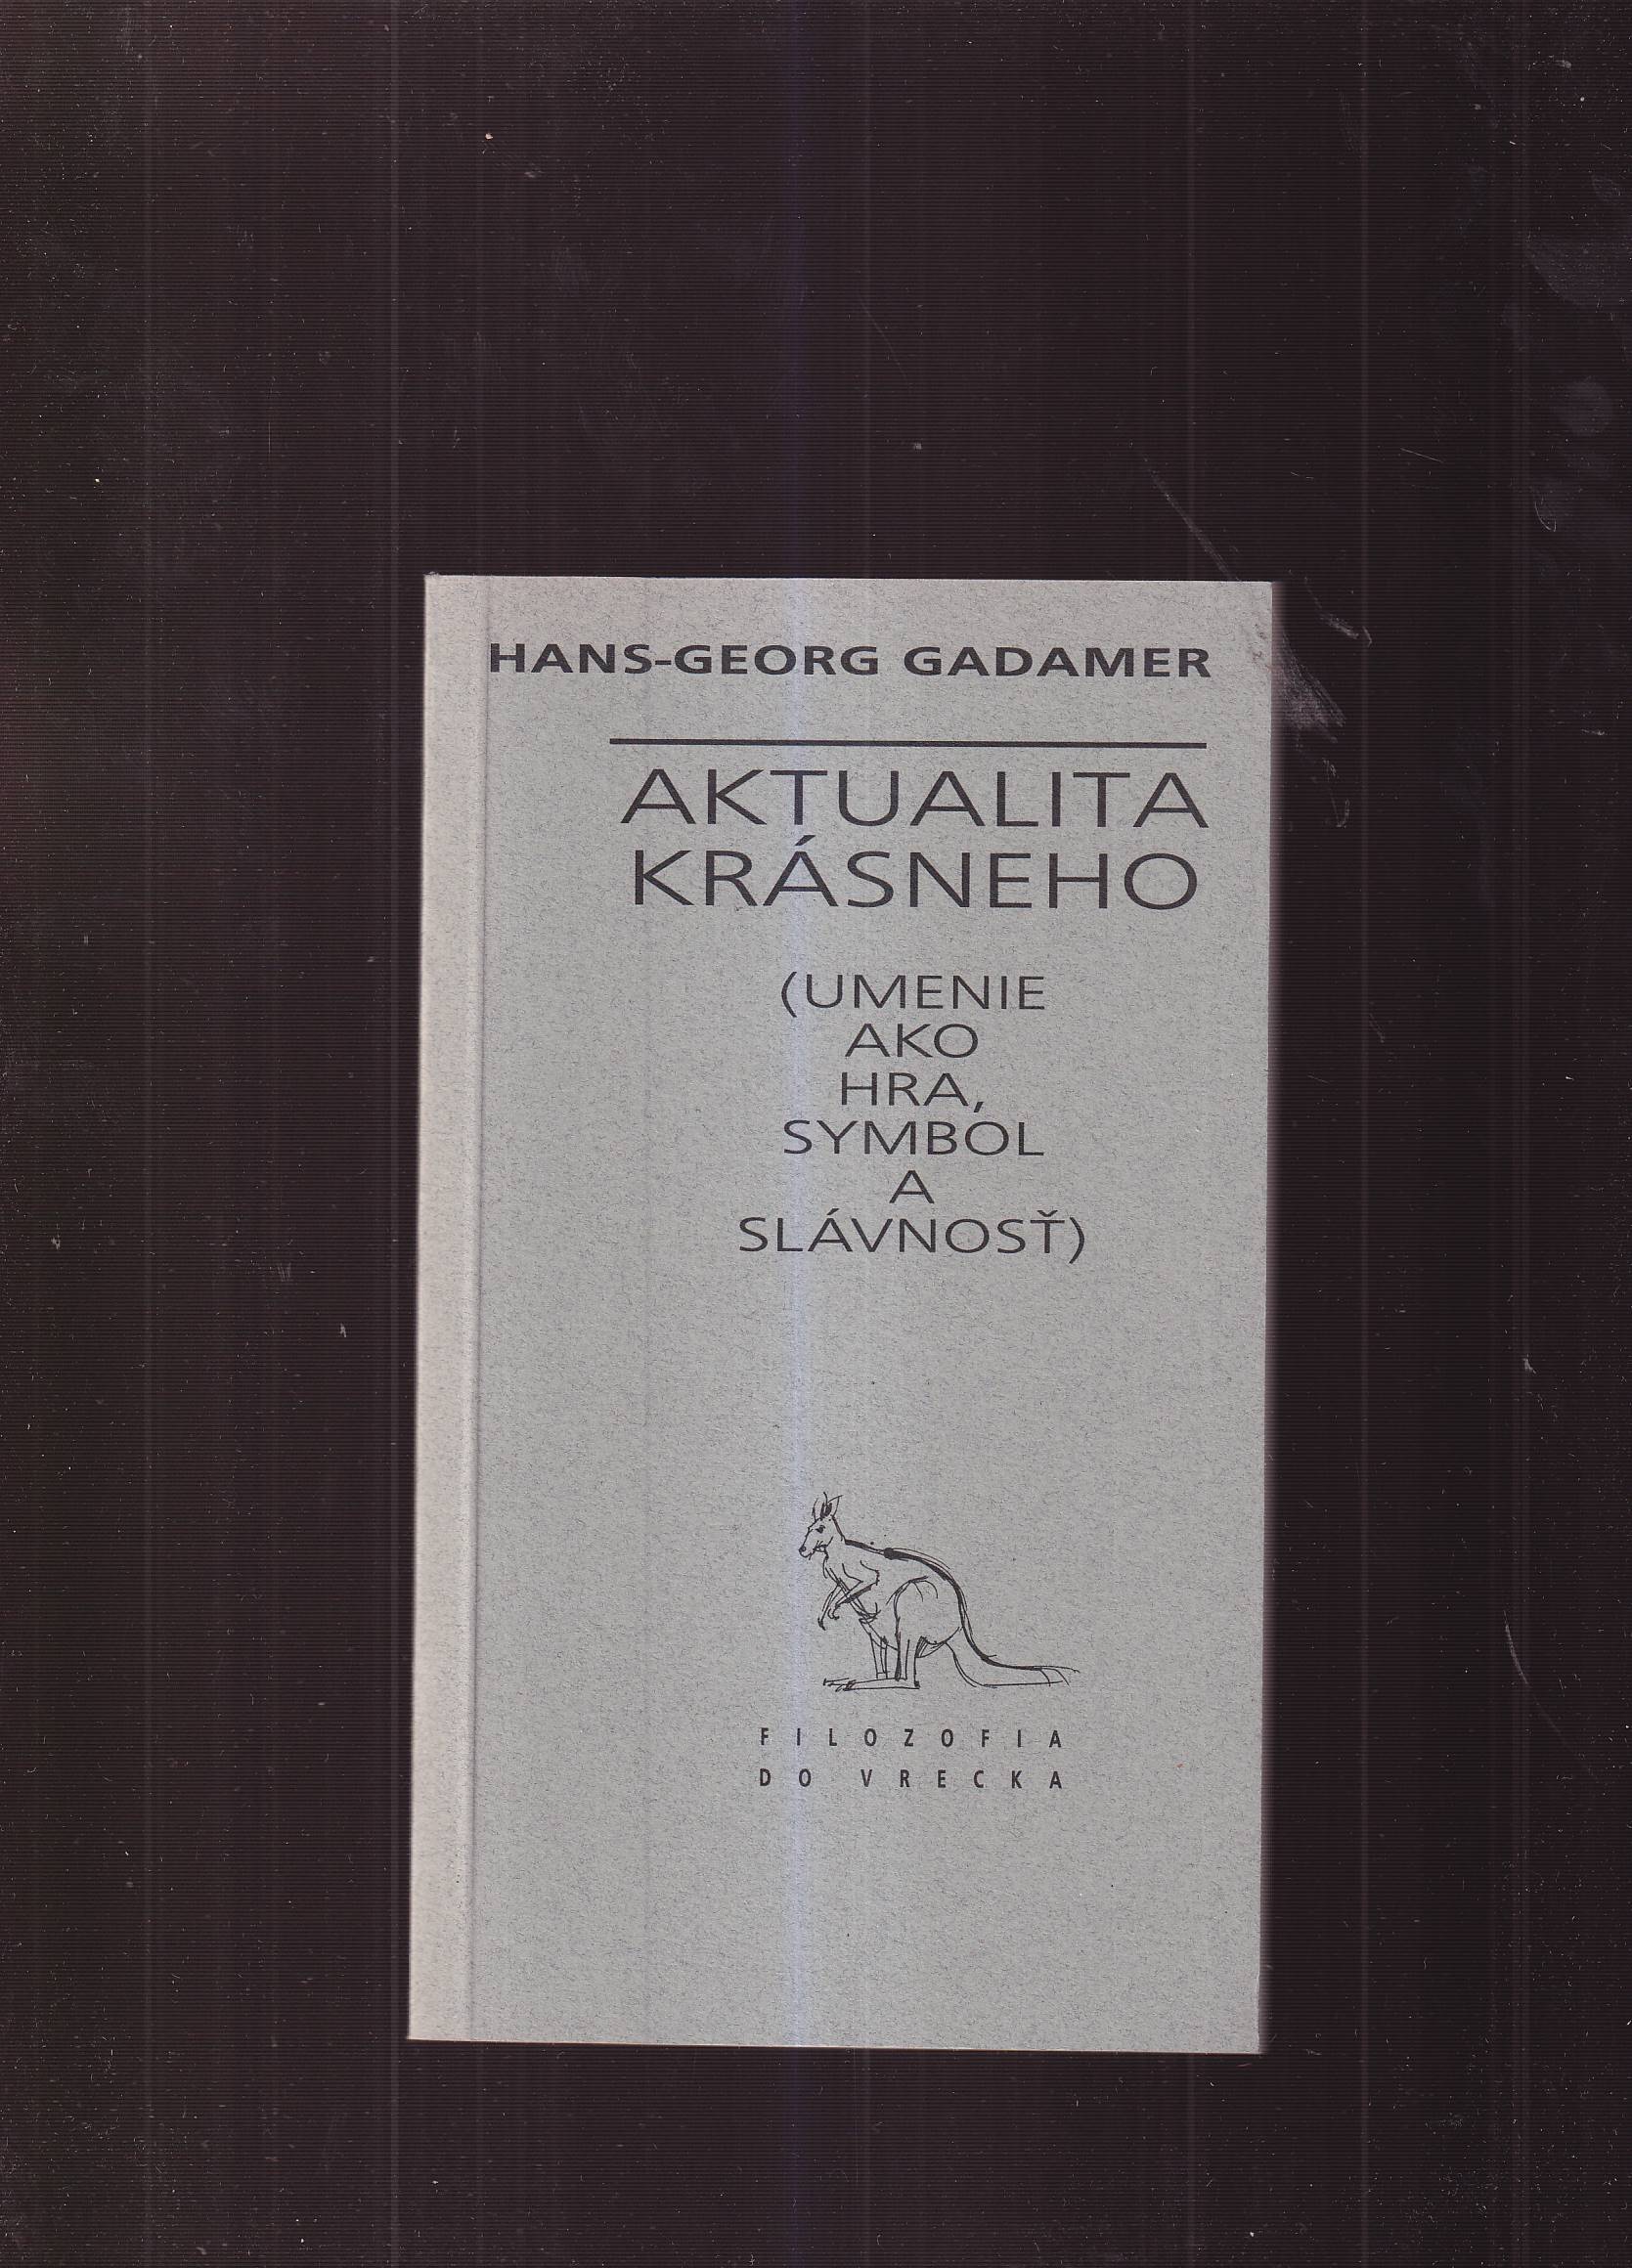 HANS-GEORG GADAMER
AKTUALITA
KRÁSNEHO
(UMENIE
AKO
HRA,
SYMBOL
A
SLÁVNOSŤ)
FILOZOFIA
DO VRECKA